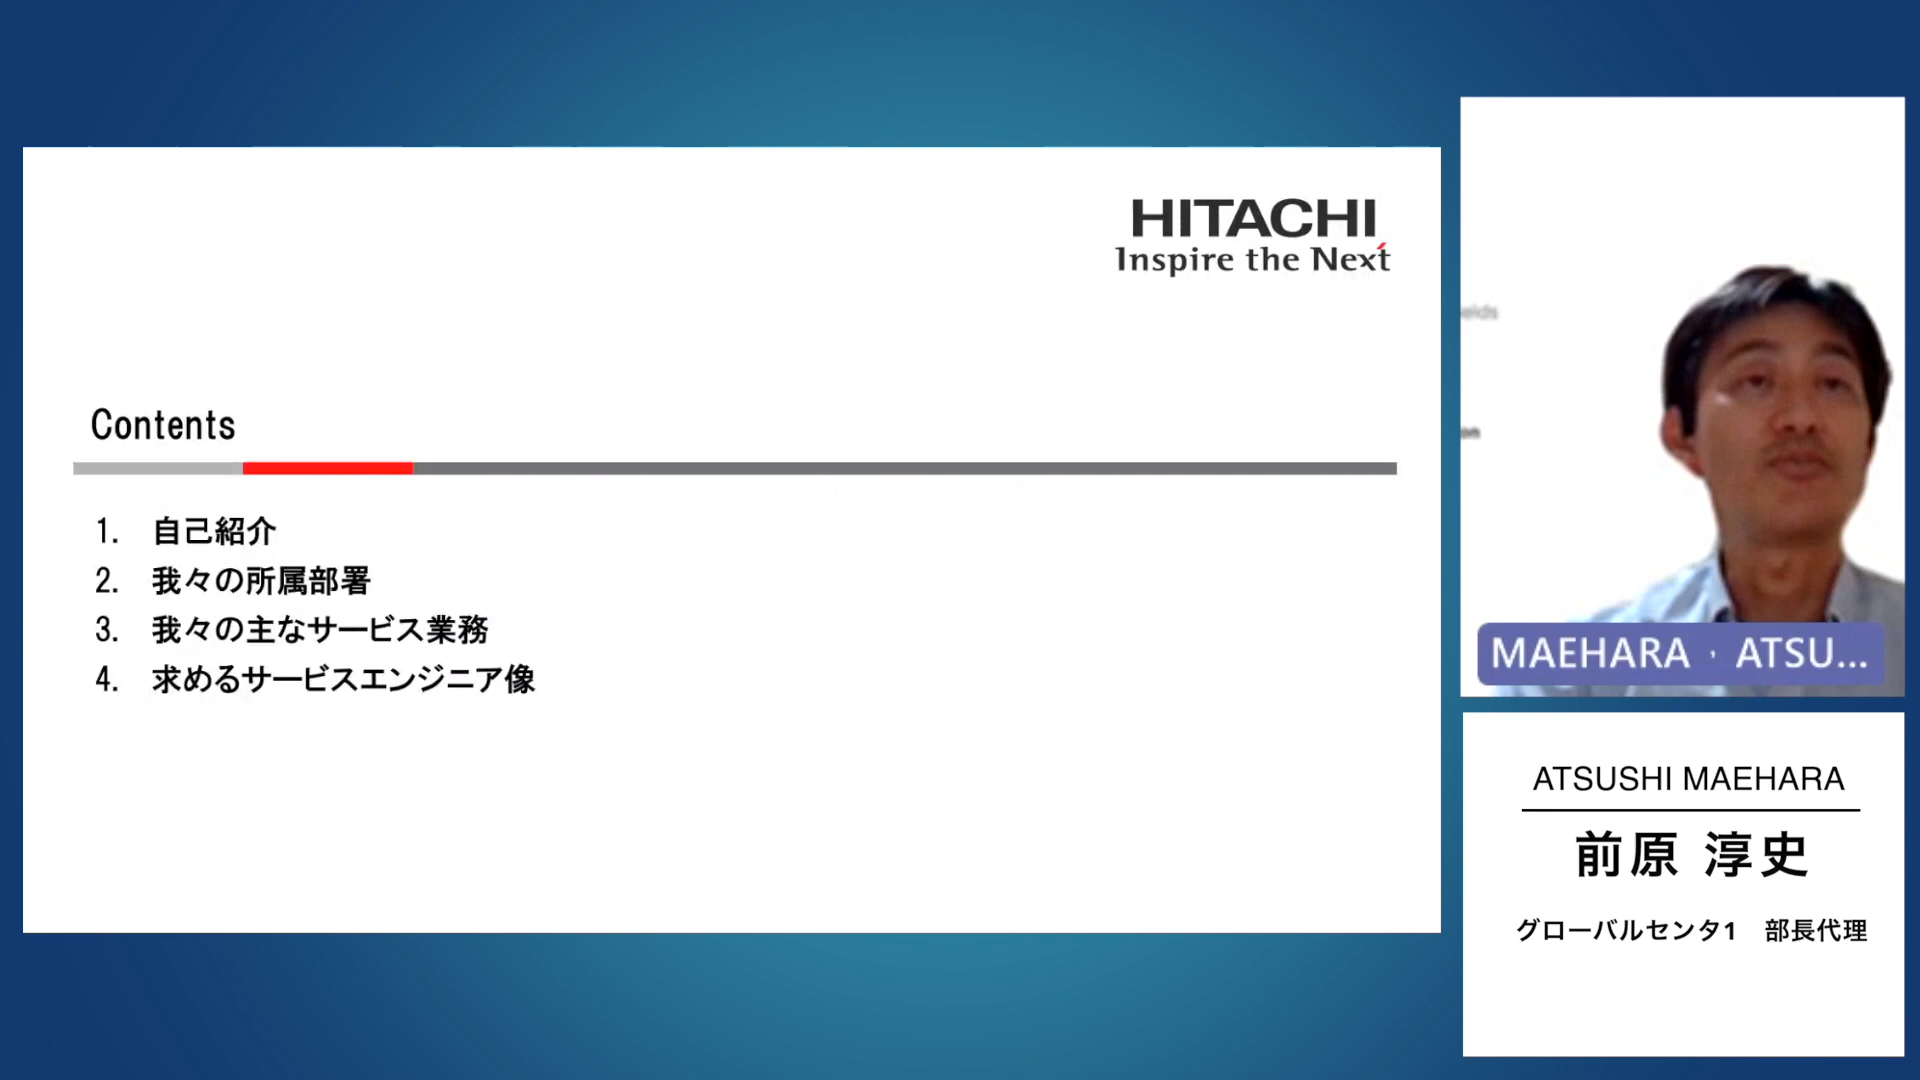 HITACHI
Inspire the Next
Contents
1. 自己紹介
2. 我々の所属部署
3. 我々の主なサービス業務
4. 求めるサービスエンジニア像
MAEHARA ・ ATSU...
ATSUSHI MAEHARA
前原 淳史
グローバルセンタ1 部長代理